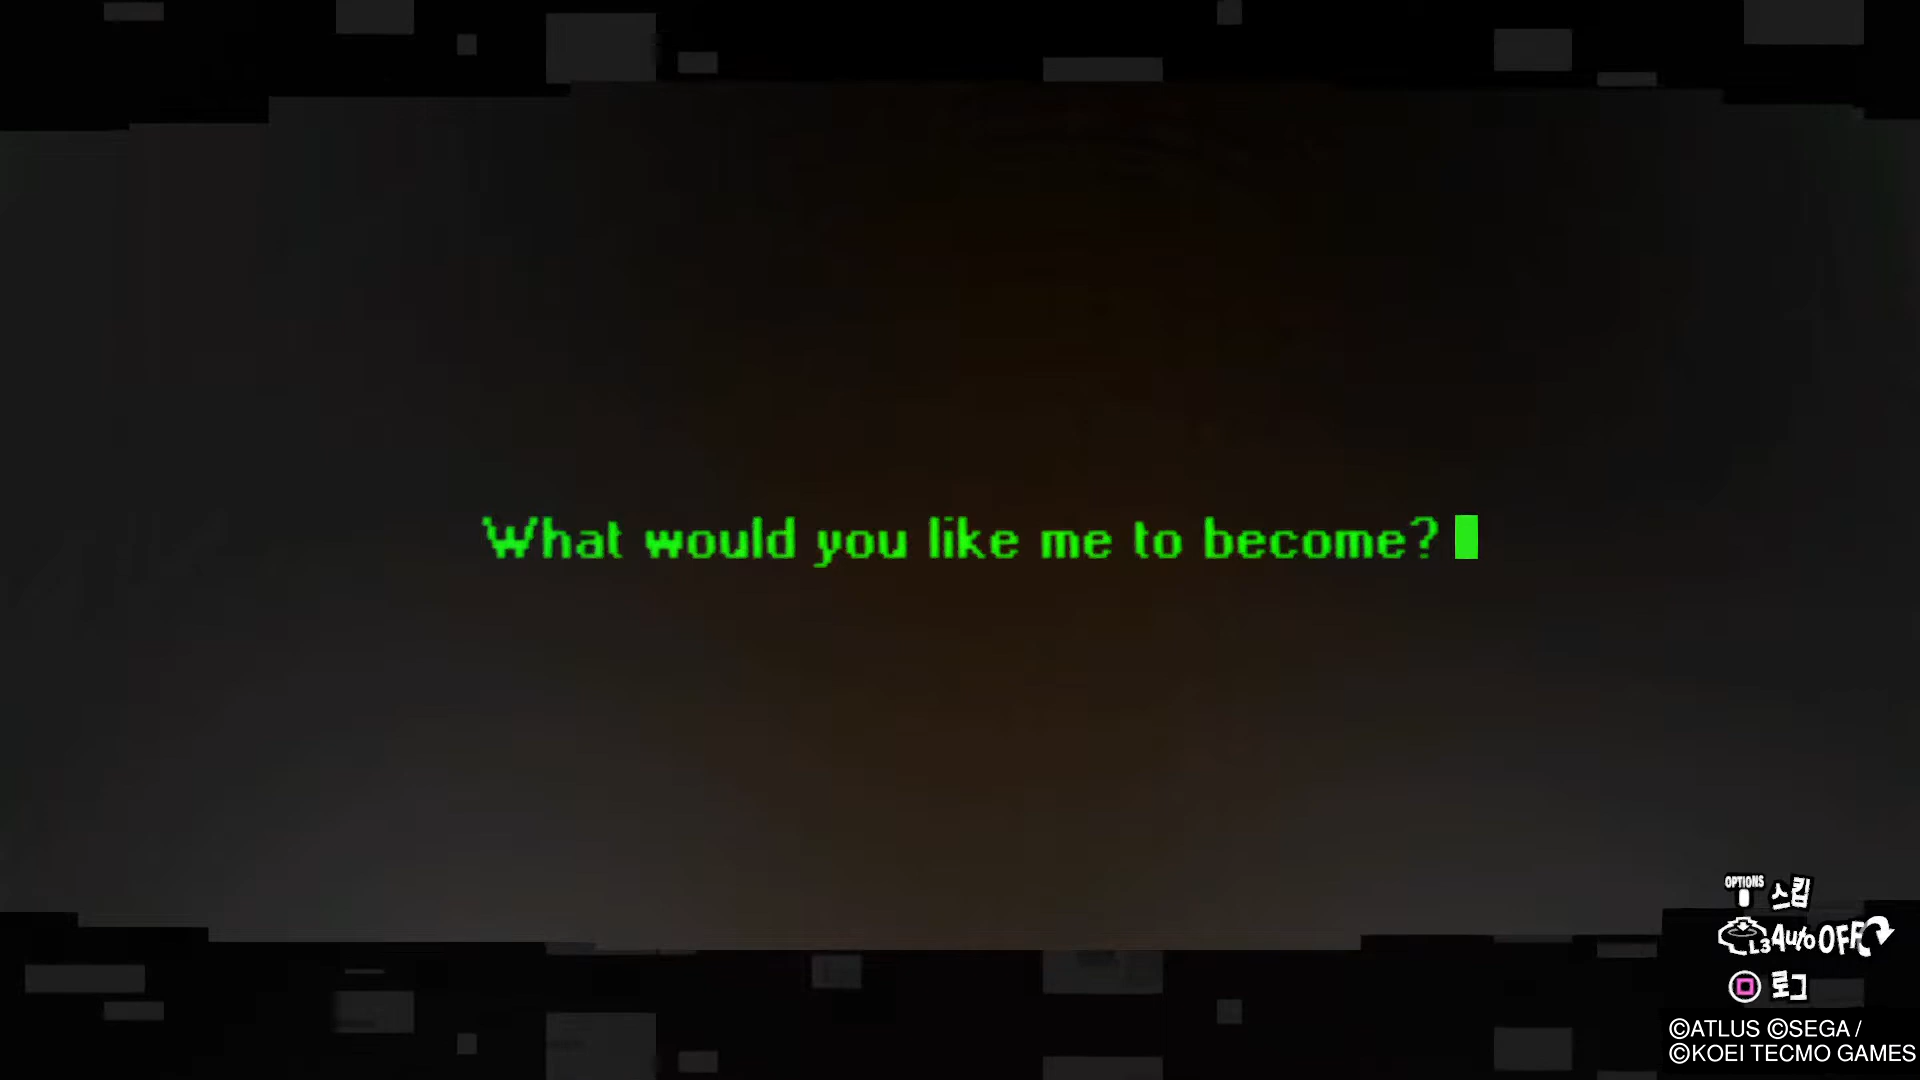 What would you like me to become?
OPTIONS 스킵
L3 Auto OFF
로그
©ATLUS ©SEGA /
©KOEI TECMO GAMES